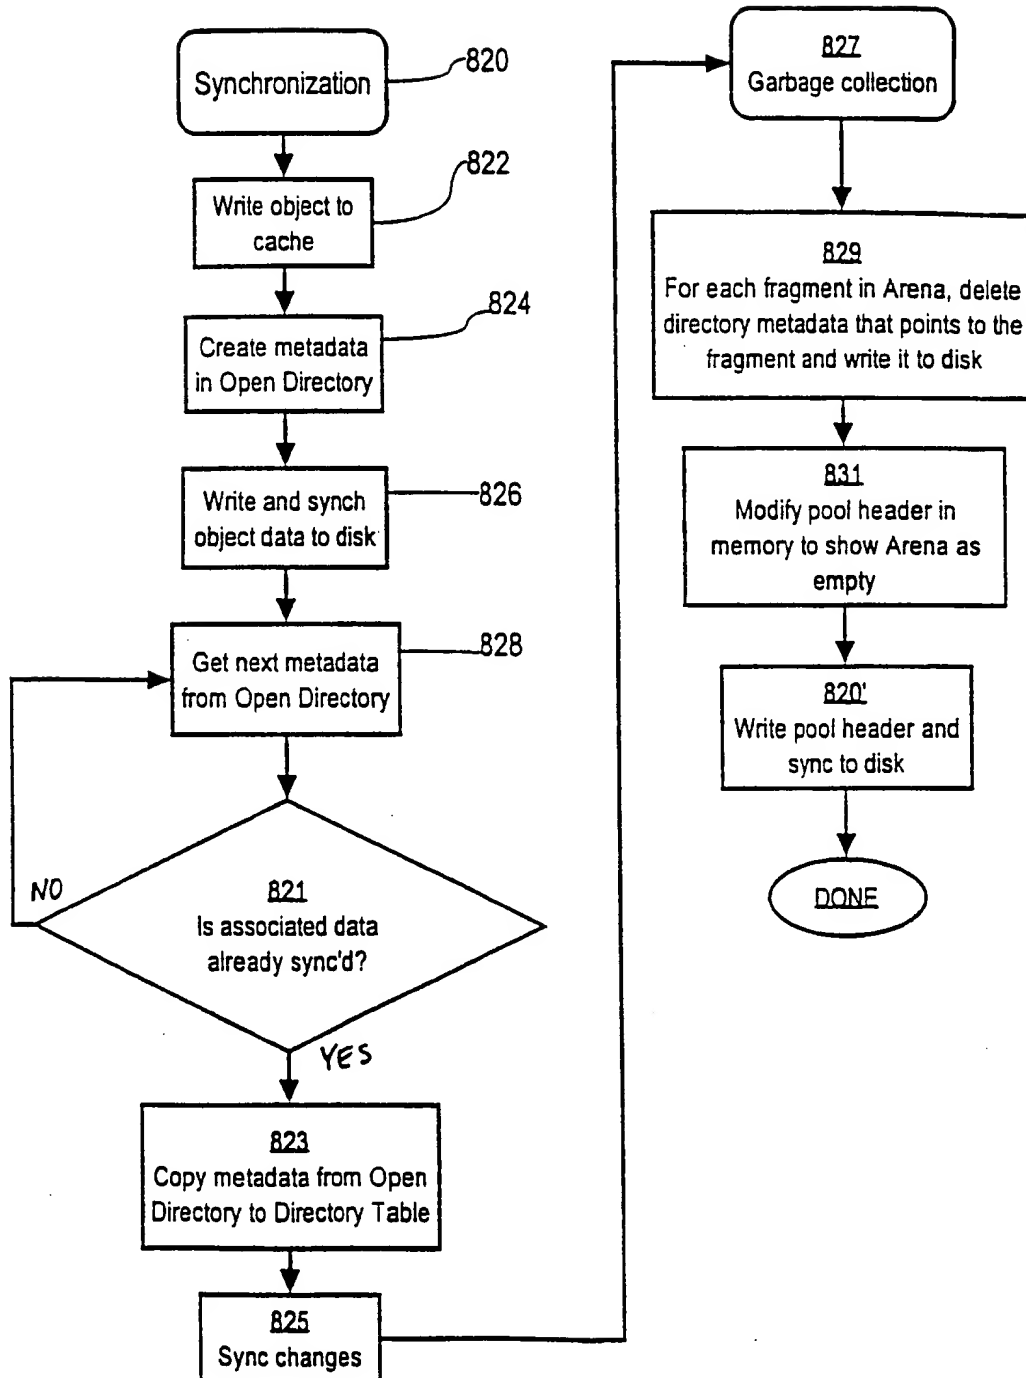 Synchronization
820
Write object to
cache
822
Create metadata
in Open Directory
824
Write and synch
object data to disk
826
Get next metadata
from Open Directory
828
NO
821
Is associated data
already sync'd?
YES
823
Copy metadata from Open
Directory to Directory Table
825
Sync changes
827
Garbage collection
829
For each fragment in Arena, delete
directory metadata that points to the
fragment and write it to disk
831
Modify pool header in
memory to show Arena as
empty
820'
Write pool header and
sync to disk
DONE